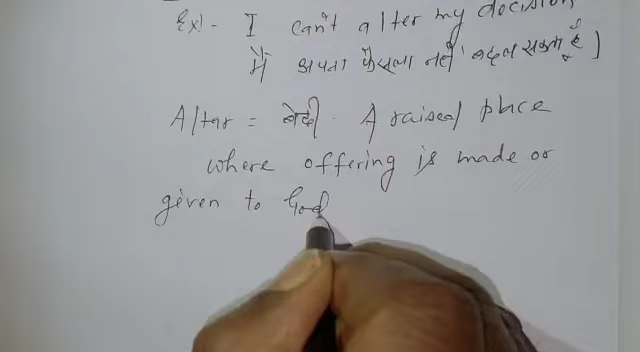 Ex1- I can't alter my decision
मैं अपना फैसला नहीं बदल सकता हूँ]
Altar = बेदी. A raised place
where offering is made or
given to God